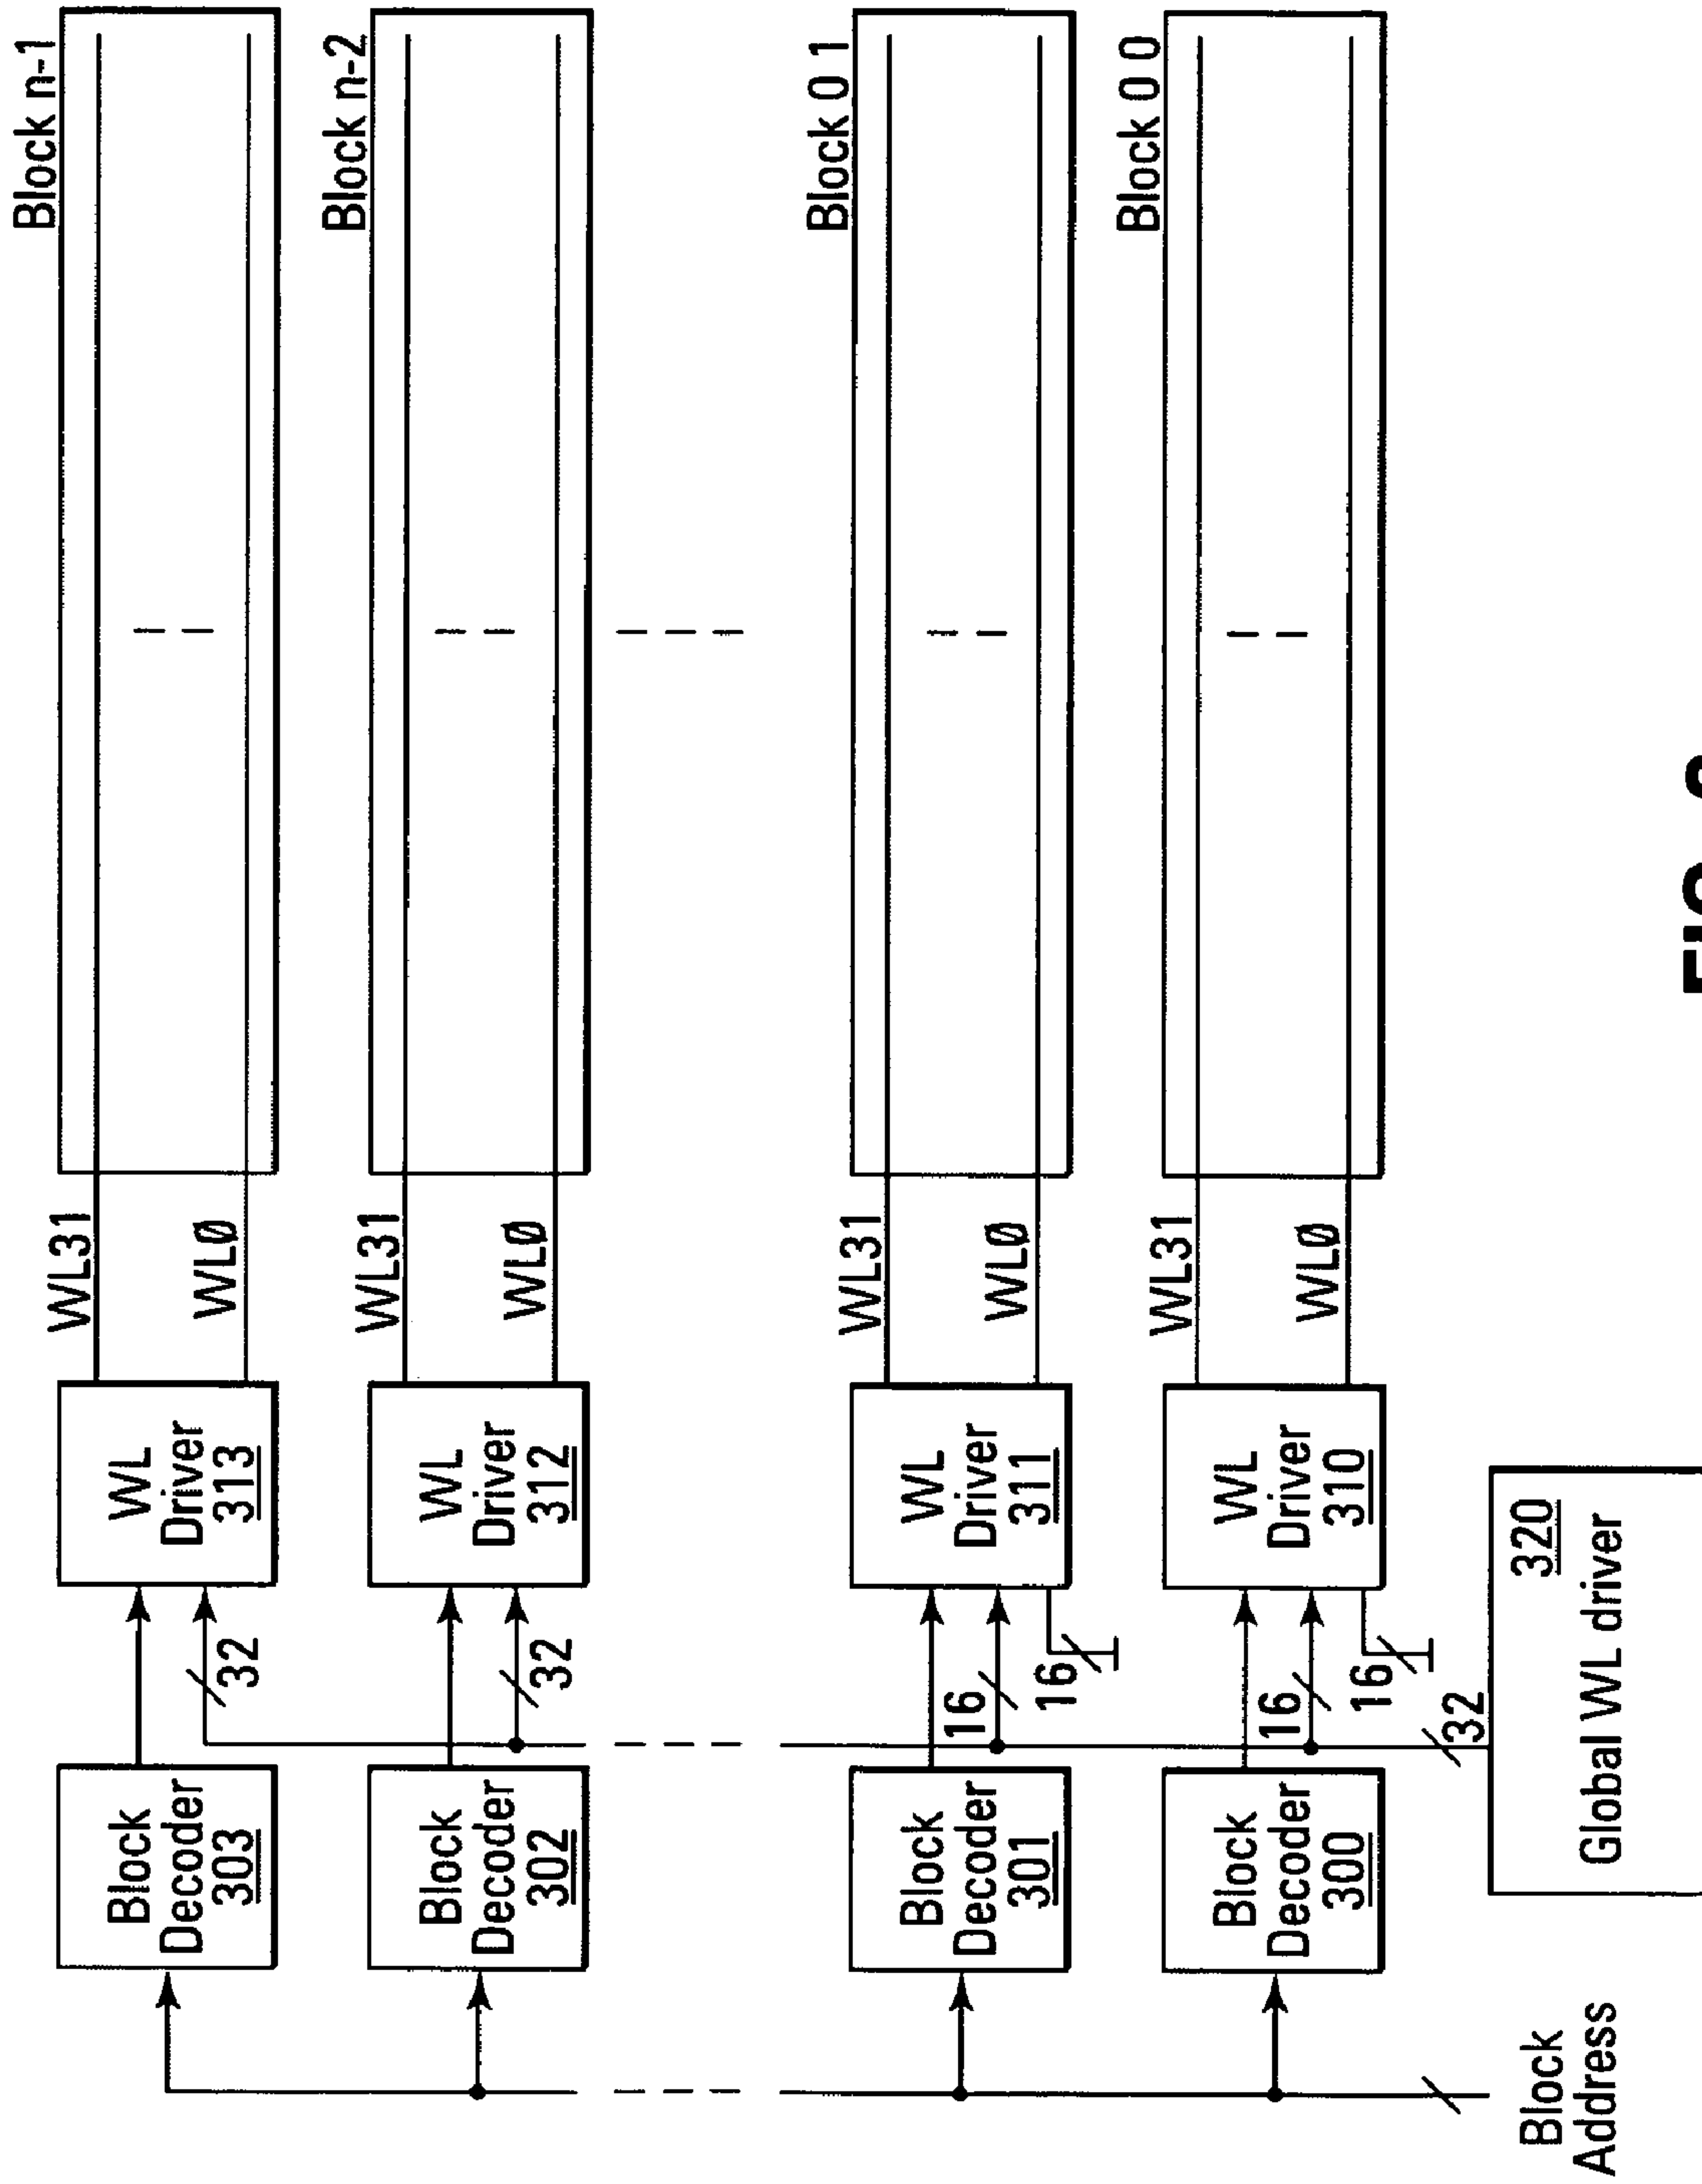 Block n-1
WL31
Block
Decoder
303
WL
Driver
313
WLØ
32
Block n-2
WL31
Block
Decoder
302
WL
Driver
312
WLØ
32
Block 0 1
WL31
Block
Decoder
301
WL
Driver
311
16
WLØ
16
Block 0 0
WL31
Block
Decoder
300
WL
Driver
310
16
WLØ
16
32
Block
Address
320
Global WL driver
FIG.